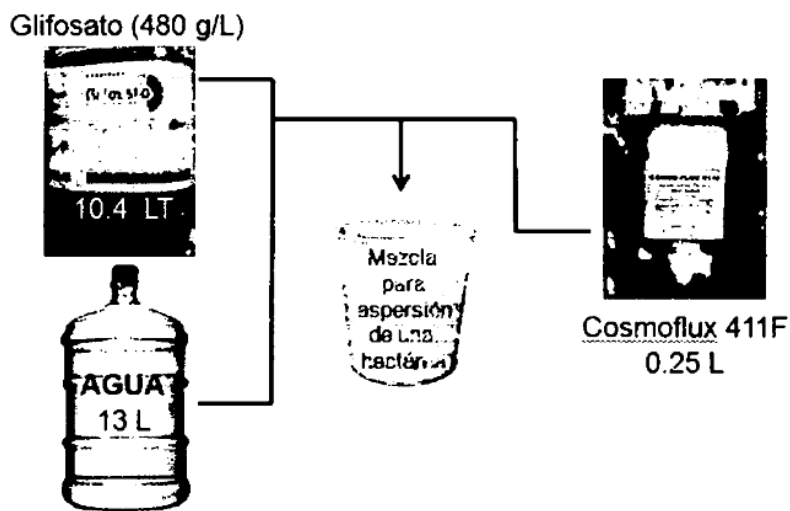 Glifosato (480 g/L)
10.4 LT
AGUA
13 L
Mezcla
para
aspersión
de una
hectárea
Cosmoflux 411F
0.25 L